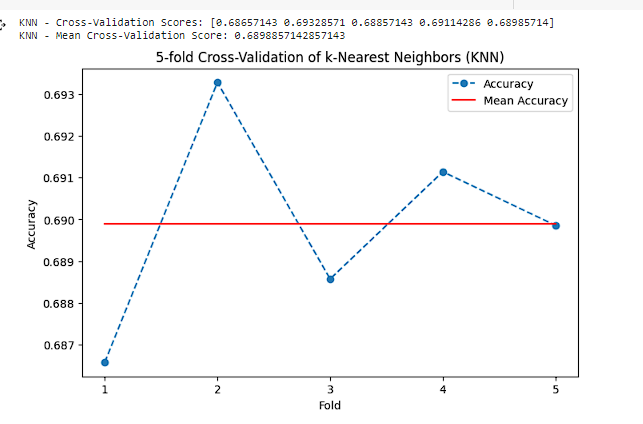 KNN - Cross-Validation Scores: [0.68657143 0.69328571 0.68857143 0.69114286 0.68985714]
KNN - Mean Cross-Validation Score: 0.6898857142857143
5-fold Cross-Validation of k-Nearest Neighbors (KNN)
Accuracy
Mean Accuracy
0.693
0.692
0.691
0.690
0.689
0.688
0.687
Accuracy
1 2 3 4 5
Fold